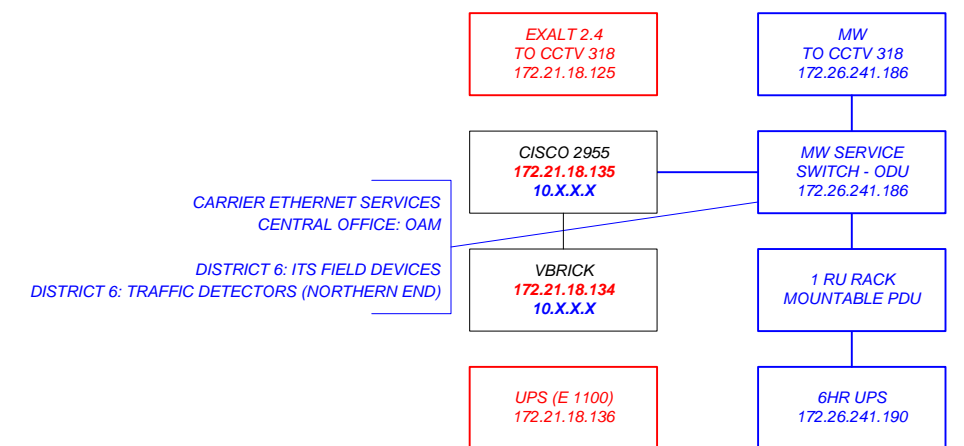 EXALT 2.4
TO CCTV 318
172.21.18.125
MW
TO CCTV 318
172.26.241.186
CISCO 2955
172.21.18.135
10.X.X.X
MW SERVICE
SWITCH - ODU
172.26.241.186
CARRIER ETHERNET SERVICES
CENTRAL OFFICE: OAM
DISTRICT 6: ITS FIELD DEVICES
DISTRICT 6: TRAFFIC DETECTORS (NORTHERN END)
VBRICK
172.21.18.134
10.X.X.X
1 RU RACK
MOUNTABLE PDU
UPS (E 1100)
172.21.18.136
6HR UPS
172.26.241.190